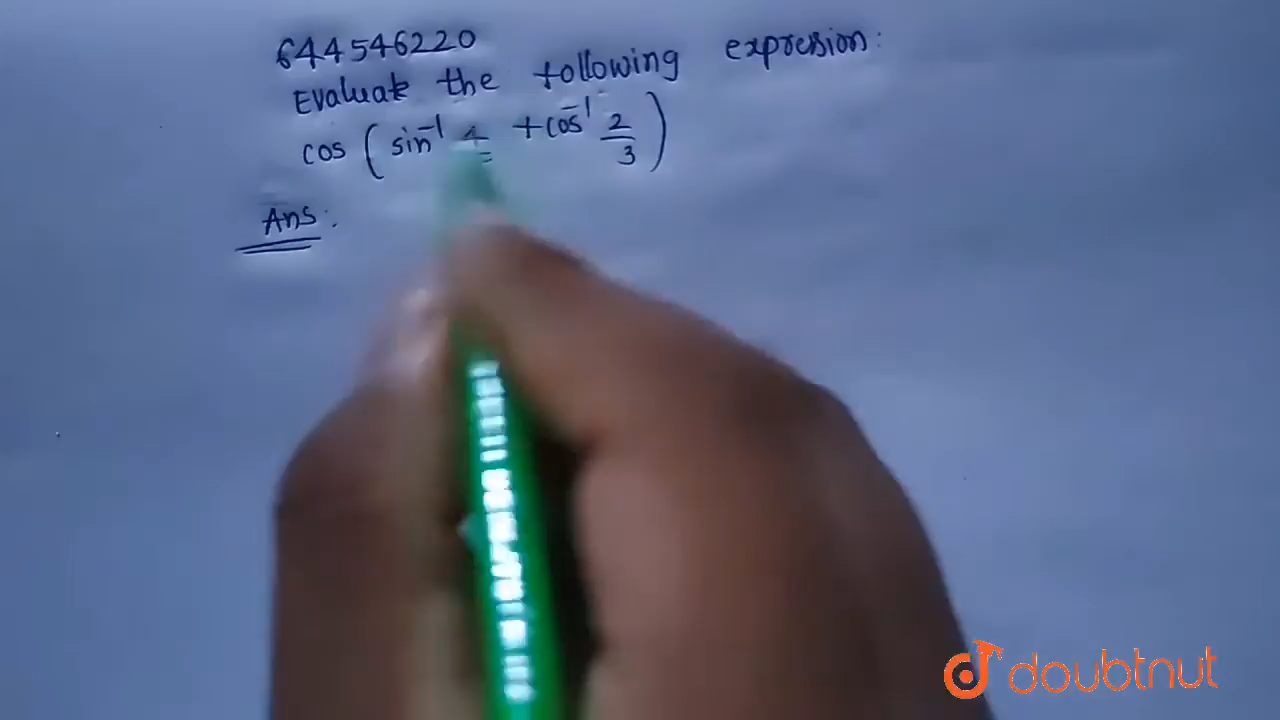 644546220
Evaluate the following expression:
cos ( sin⁻¹ + cos⁻¹ 2/3 )
Ans:
doubtnut